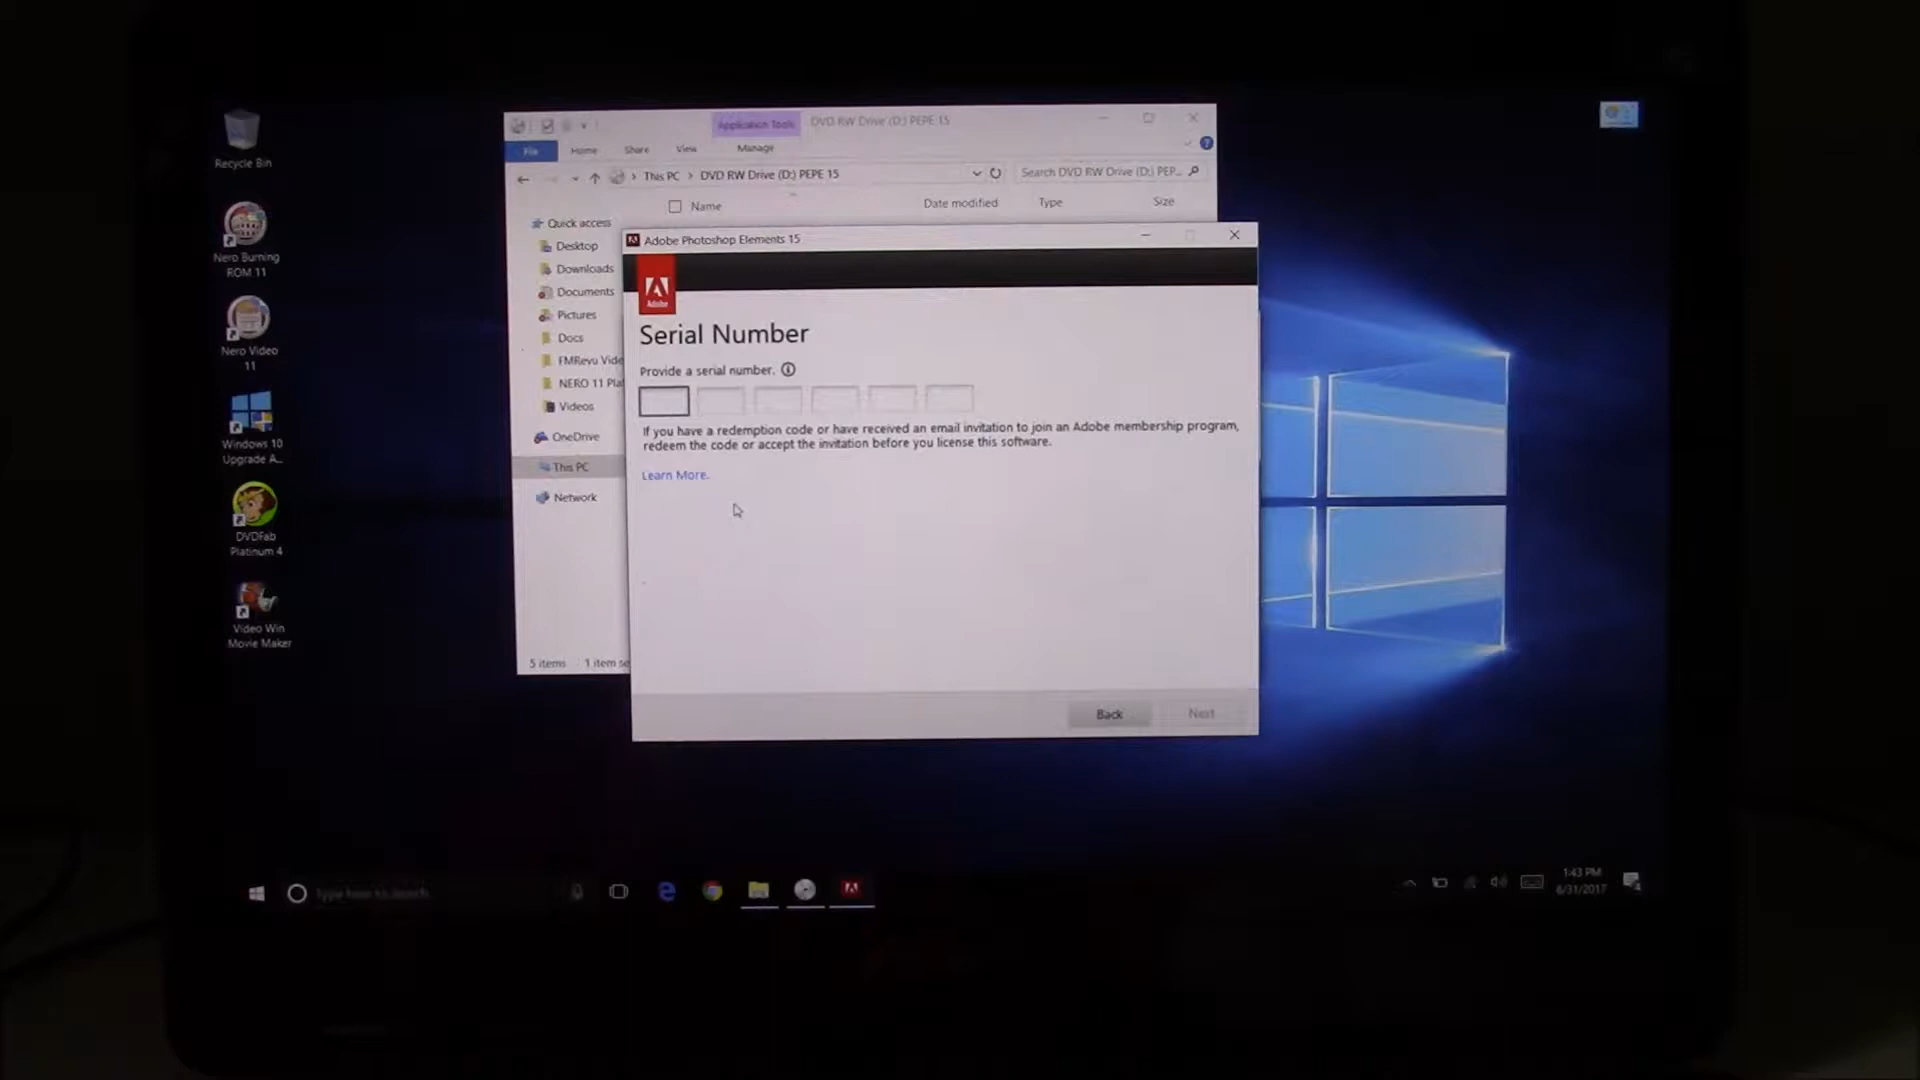 Recycle Bin
Nero Burning
ROM 11
Nero Video
11
Windows 10
Upgrade A...
DVDFab
Platinum 4
Video Win
Movie Maker
Application Tools
DVD RW Drive (D:) PEPE 15
File
Home
Share
View
Manage
This PC > DVD RW Drive (D:) PEPE 15
Search DVD RW Drive (D:) PEP...
Name
Date modified
Type
Size
Quick access
Desktop
Downloads
Documents
Pictures
Docs
FMRevu Vide
NERO 11 Pla
Videos
OneDrive
This PC
Network
5 items
1 item se
Adobe Photoshop Elements 15
Adobe
Serial Number
Provide a serial number.
If you have a redemption code or have received an email invitation to join an Adobe membership program,
redeem the code or accept the invitation before you license this software.
Learn More.
Back
Next
Type here to search
1:43 PM